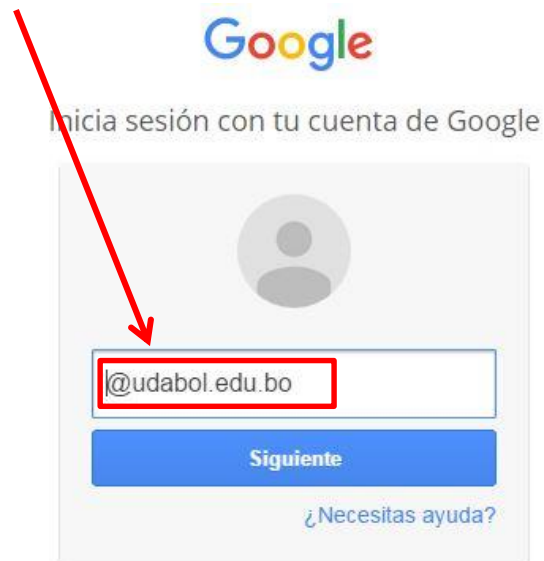 Google
Inicia sesión con tu cuenta de Google
@udabol.edu.bo
Siguiente
¿Necesitas ayuda?